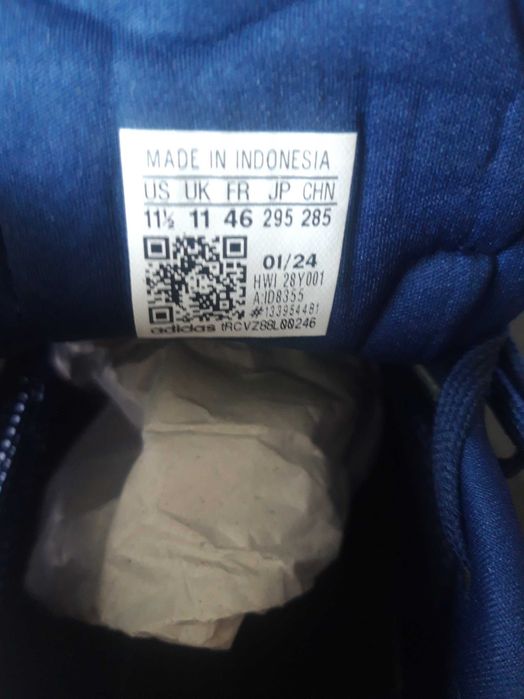 MADE IN INDONESIA
US UK FR JP CHN
11½ 11 46 295 285
01/24
HWI 28Y001
A:ID8355
#133954481
adidas tRCVZ88L00246